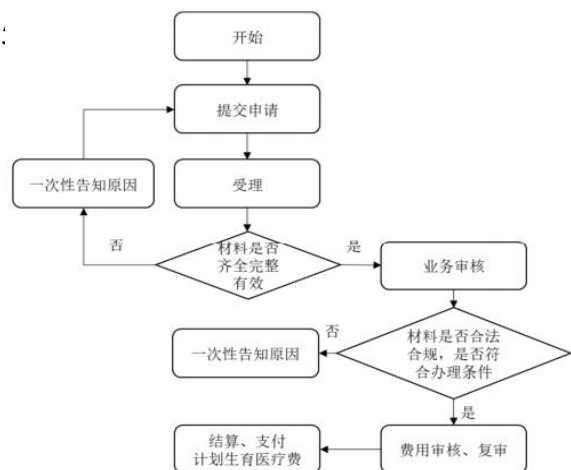 开始
提交申请
一次性告知原因
受理
否
材料是否
齐全完整
有效
是
业务审核
否
材料是否合法
合规，是否符
合办理条件
一次性告知原因
是
结算、支付
计划生育医疗费
费用审核、复审